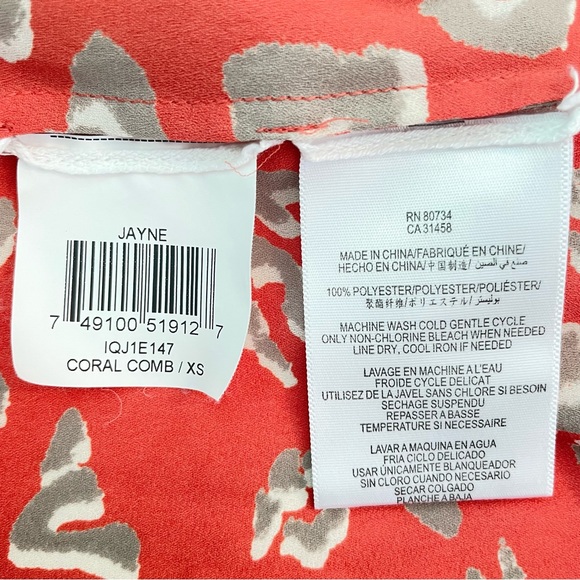 JAYNE
7 49100 51912 7
IQJ1E147
CORAL COMB / XS
RN 80734
CA 31458
MADE IN CHINA/FABRIQUÉ EN CHINE/
HECHO EN CHINA/中国制造/ صنع في الصين
100% POLYESTER/POLYESTER/POLIÉSTER/
聚酯纤维/ポリエステル/ بوليستر
MACHINE WASH COLD GENTLE CYCLE
ONLY NON-CHLORINE BLEACH WHEN NEEDED
LINE DRY, COOL IRON IF NEEDED
LAVAGE EN MACHINE A L'EAU
FROIDE CYCLE DELICAT
UTILISEZ DE LA JAVEL SANS CHLORE SI BESOIN
SECHAGE SUSPENDU
REPASSER A BASSE
TEMPERATURE SI NECESSAIRE
LAVAR A MAQUINA EN AGUA
FRIA CICLO DELICADO
USAR ÚNICAMENTE BLANQUEADOR
SIN CLORO CUANDO NECESARIO
SECAR COLGADO
PLANCHE A BAJA